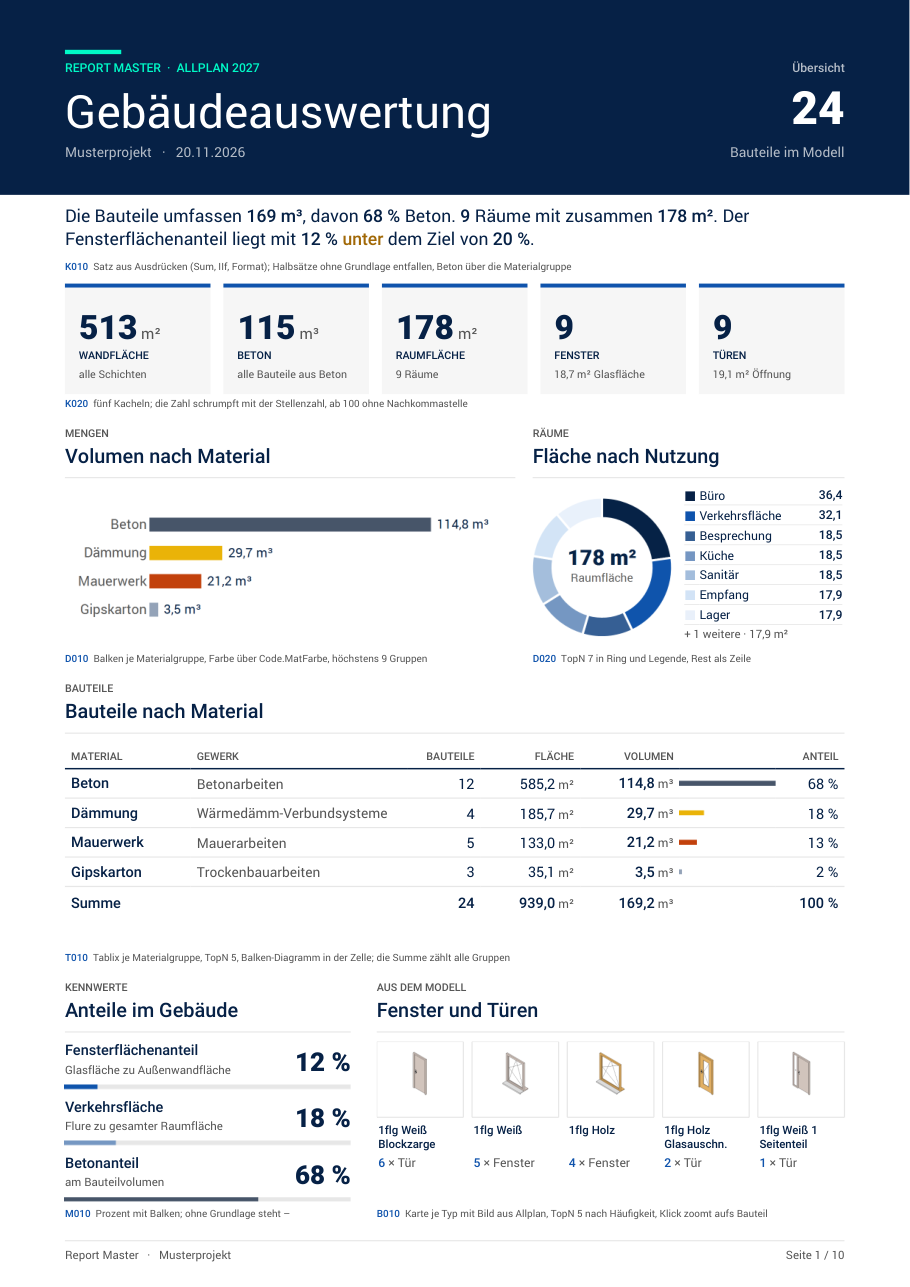 REPORT MASTER · ALLPLAN 2027
Gebäudeauswertung
Musterprojekt · 20.11.2026
Übersicht
24
Bauteile im Modell
Die Bauteile umfassen 169 m³, davon 68 % Beton. 9 Räume mit zusammen 178 m². Der
Fensterflächenanteil liegt mit 12 % unter dem Ziel von 20 %.
K010 Satz aus Ausdrücken (Sum, IIf, Format); Halbsätze ohne Grundlage entfallen, Beton über die Materialgruppe
513 m²
WANDFLÄCHE
alle Schichten
115 m³
BETON
alle Bauteile aus Beton
178 m²
RAUMFLÄCHE
9 Räume
9
FENSTER
18,7 m² Glasfläche
9
TÜREN
19,1 m² Öffnung
K020 fünf Kacheln; die Zahl schrumpft mit der Stellenzahl, ab 100 ohne Nachkommastelle
MENGEN
Volumen nach Material
Beton 114,8 m³
Dämmung 29,7 m³
Mauerwerk 21,2 m³
Gipskarton 3,5 m³
D010 Balken je Materialgruppe, Farbe über Code.MatFarbe, höchstens 9 Gruppen
RÄUME
Fläche nach Nutzung
178 m²
Raumfläche
Büro 36,4
Verkehrsfläche 32,1
Besprechung 18,5
Küche 18,5
Sanitär 18,5
Empfang 17,9
Lager 17,9
+ 1 weitere · 17,9 m²
D020 TopN 7 in Ring und Legende, Rest als Zeile
BAUTEILE
Bauteile nach Material
MATERIAL GEWERK BAUTEILE FLÄCHE VOLUMEN ANTEIL
Beton Betonarbeiten 12 585,2 m² 114,8 m³ 68 %
Dämmung Wärmedämm-Verbundsysteme 4 185,7 m² 29,7 m³ 18 %
Mauerwerk Mauerarbeiten 5 133,0 m² 21,2 m³ 13 %
Gipskarton Trockenbauarbeiten 3 35,1 m² 3,5 m³ 2 %
Summe 24 939,0 m² 169,2 m³ 100 %
T010 Tablix je Materialgruppe, TopN 5, Balken-Diagramm in der Zelle; die Summe zählt alle Gruppen
KENNWERTE
Anteile im Gebäude
Fensterflächenanteil
Glasfläche zu Außenwandfläche
12 %
Verkehrsfläche
Flure zu gesamter Raumfläche
18 %
Betonanteil
am Bauteilvolumen
68 %
M010 Prozent mit Balken; ohne Grundlage steht –
AUS DEM MODELL
Fenster und Türen
1flg Weiß
Blockzarge
6 × Tür
1flg Weiß
5 × Fenster
1flg Holz
4 × Fenster
1flg Holz
Glasauschn.
2 × Tür
1flg Weiß 1
Seitenteil
1 × Tür
B010 Karte je Typ mit Bild aus Allplan, TopN 5 nach Häufigkeit, Klick zoomt aufs Bauteil
Report Master · Musterprojekt
Seite 1 / 10